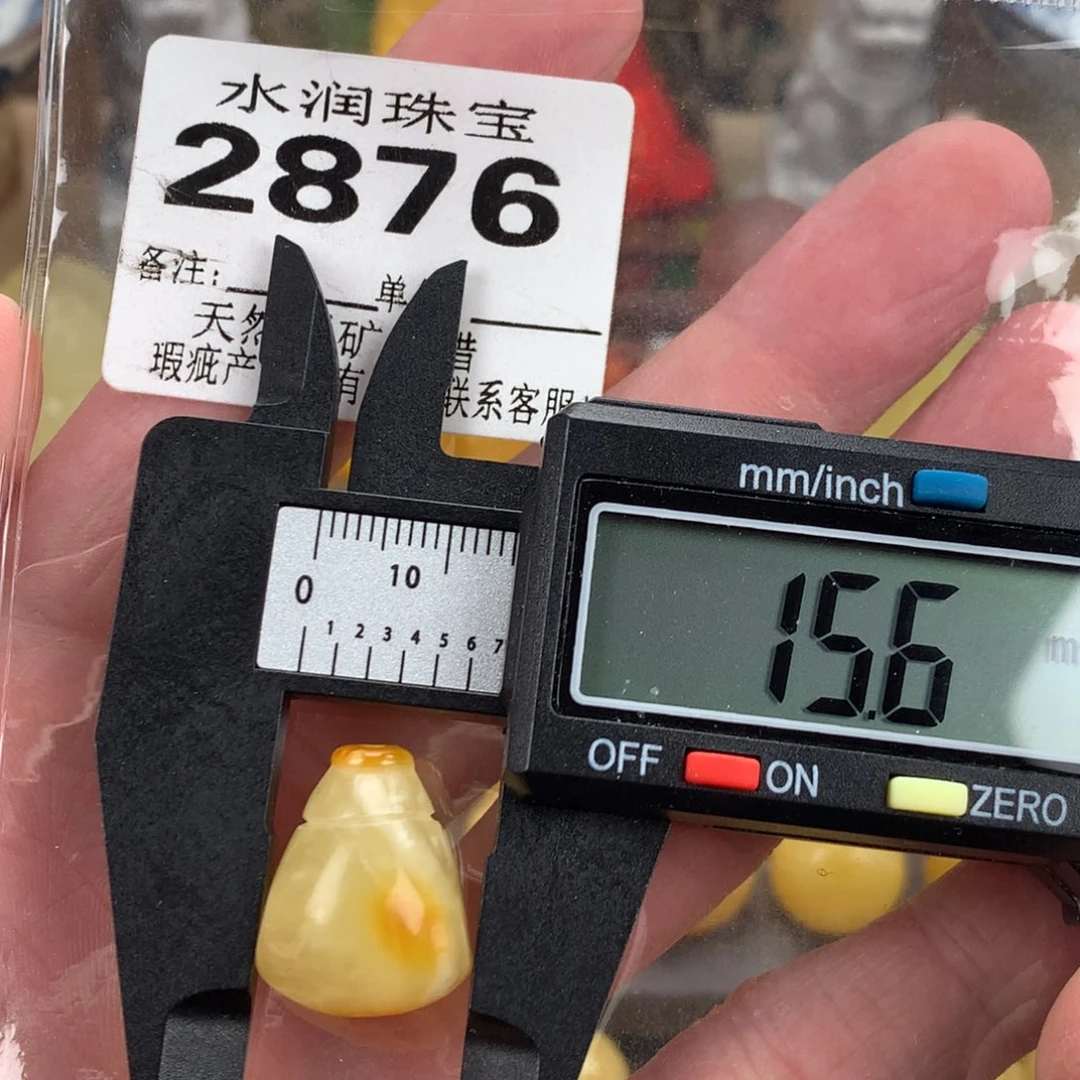 水润珠宝
2876
备注: 单
天然 矿
瑕疵产 有 联系客服
mm/inch
15.6
0 10
1 2 3 4 5 6 7
OFF ON ZERO